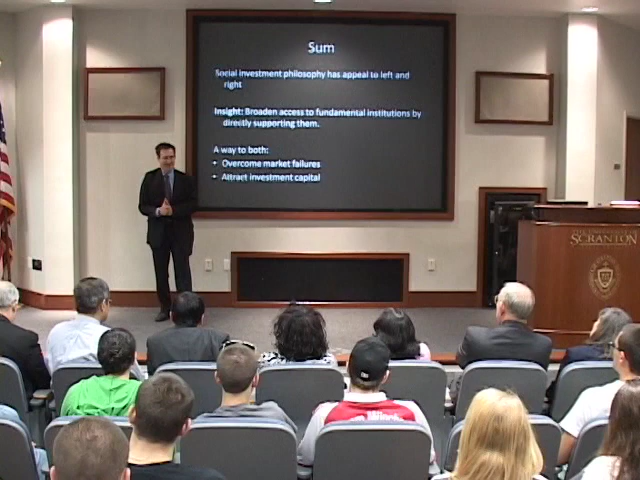 Sum
Social investment philosophy has appeal to left and
right
Insight: Broaden access to fundamental institutions by
directly supporting them.
A way to both:
• Overcome market failures
• Attract investment capital
SCRANTON